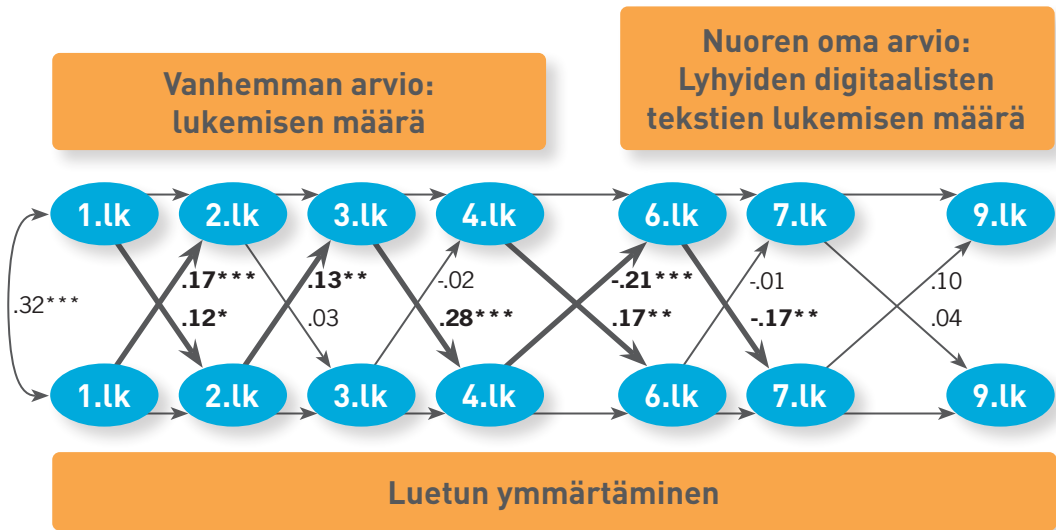 Vanhemman arvio:
lukemisen määrä
Nuoren oma arvio:
Lyhyiden digitaalisten
tekstien lukemisen määrä
1.lk 2.lk 3.lk 4.lk 6.lk 7.lk 9.lk
.17*** .13** -.02 -.21*** -.01 .10
.32***
.12* .03 .28*** .17** -.17** .04
1.lk 2.lk 3.lk 4.lk 6.lk 7.lk 9.lk
Luetun ymmärtäminen